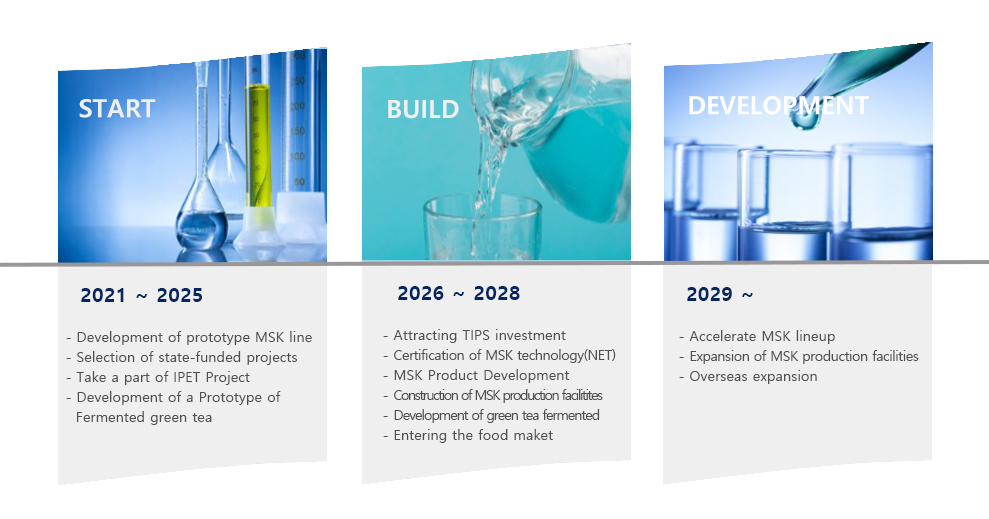 START
2021 ~ 2025
- Development of prototype MSK line
- Selection of state-funded projects
- Take a part of IPET Project
- Development of a Prototype of
Fermented green tea
BUILD
2026 ~ 2028
- Attracting TIPS investment
- Certification of MSK technology(NET)
- MSK Product Development
- Construction of MSK production facilitites
- Development of green tea fermented
- Entering the food maket
DEVELOPMENT
2029 ~
- Accelerate MSK lineup
- Expansion of MSK production facilities
- Overseas expansion